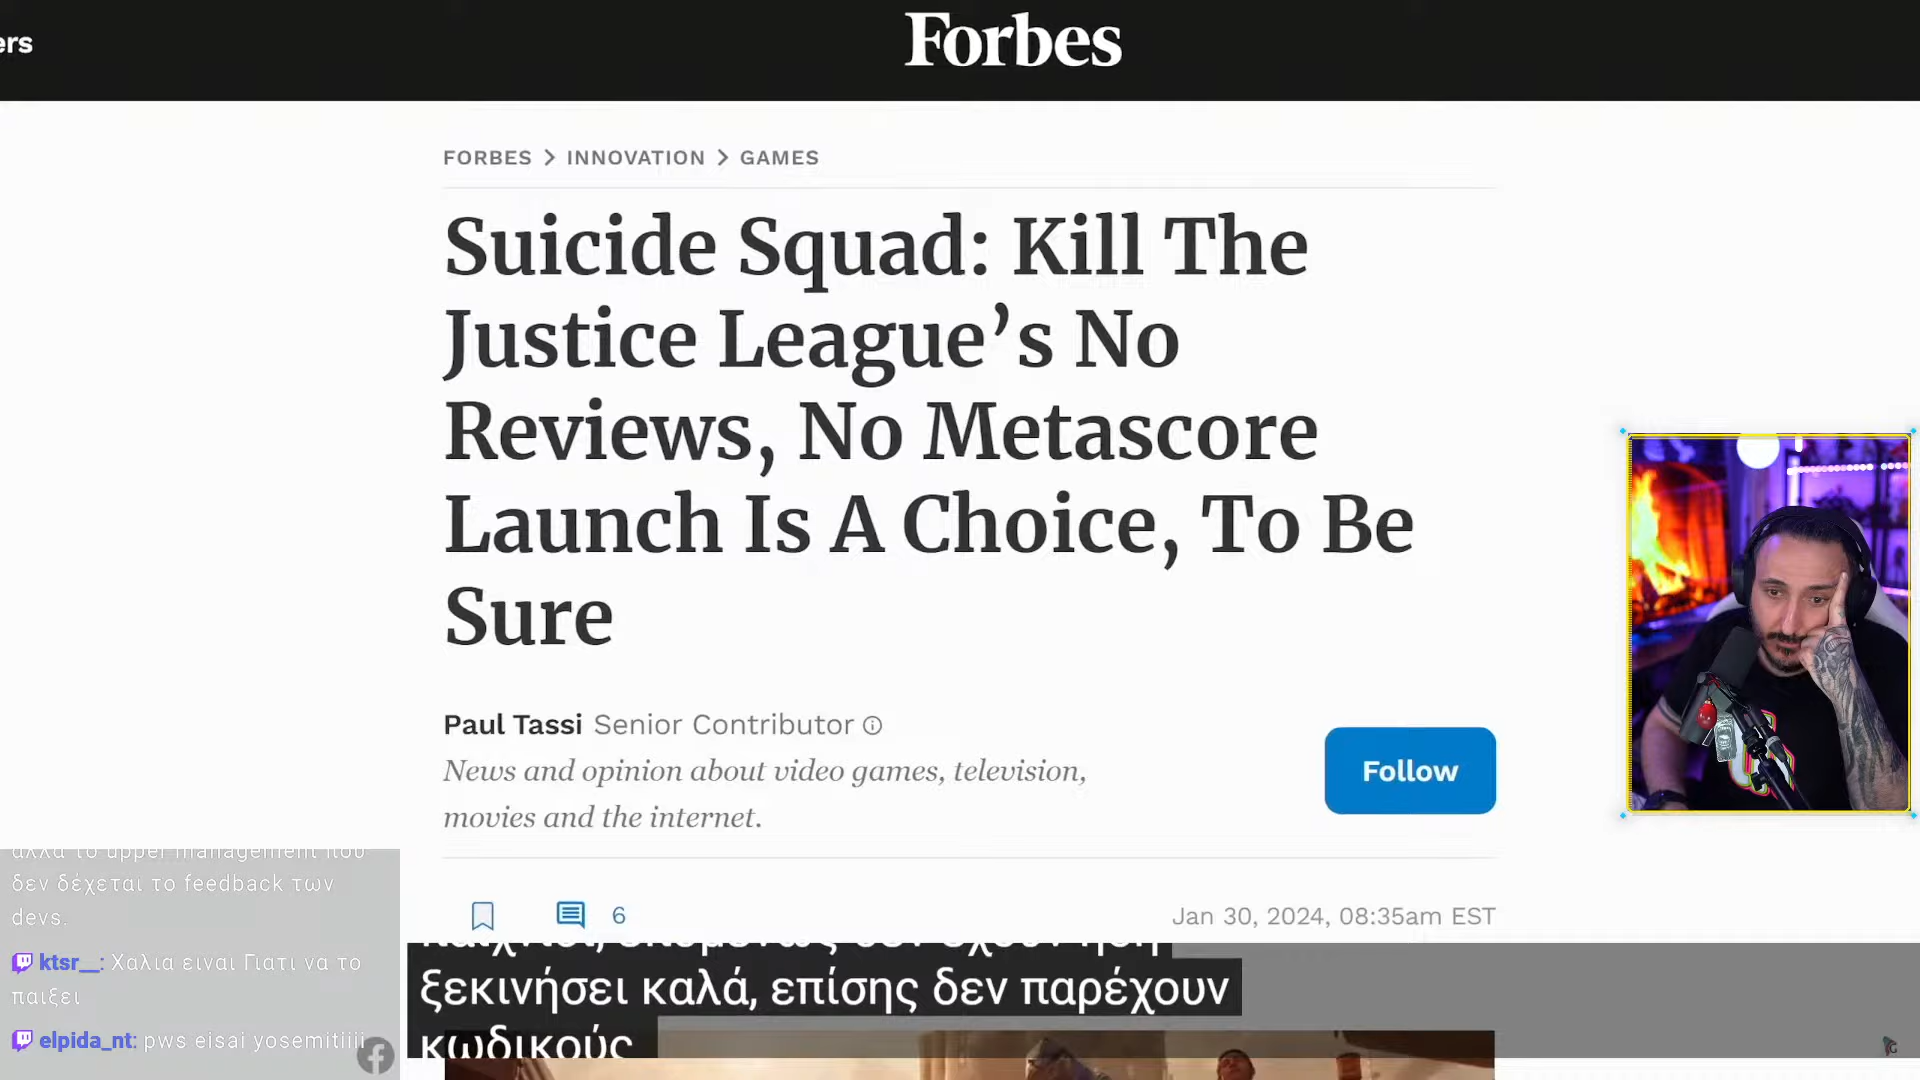 ers
Forbes
FORBES > INNOVATION > GAMES
Suicide Squad: Kill The
Justice League’s No
Reviews, No Metascore
Launch Is A Choice, To Be
Sure
Paul Tassi Senior Contributor
News and opinion about video games, television,
movies and the internet.
Follow
6
Jan 30, 2024, 08:35am EST
αλλά το upper management που
δεν δέχεται το feedback των
devs.
ktsr__: Χαλια ειναι Γιατι να το
παιξει
elpida_nt: pws eisai yosemitiiii
ξεκινήσει καλά, επίσης δεν παρέχουν
κωδικούς